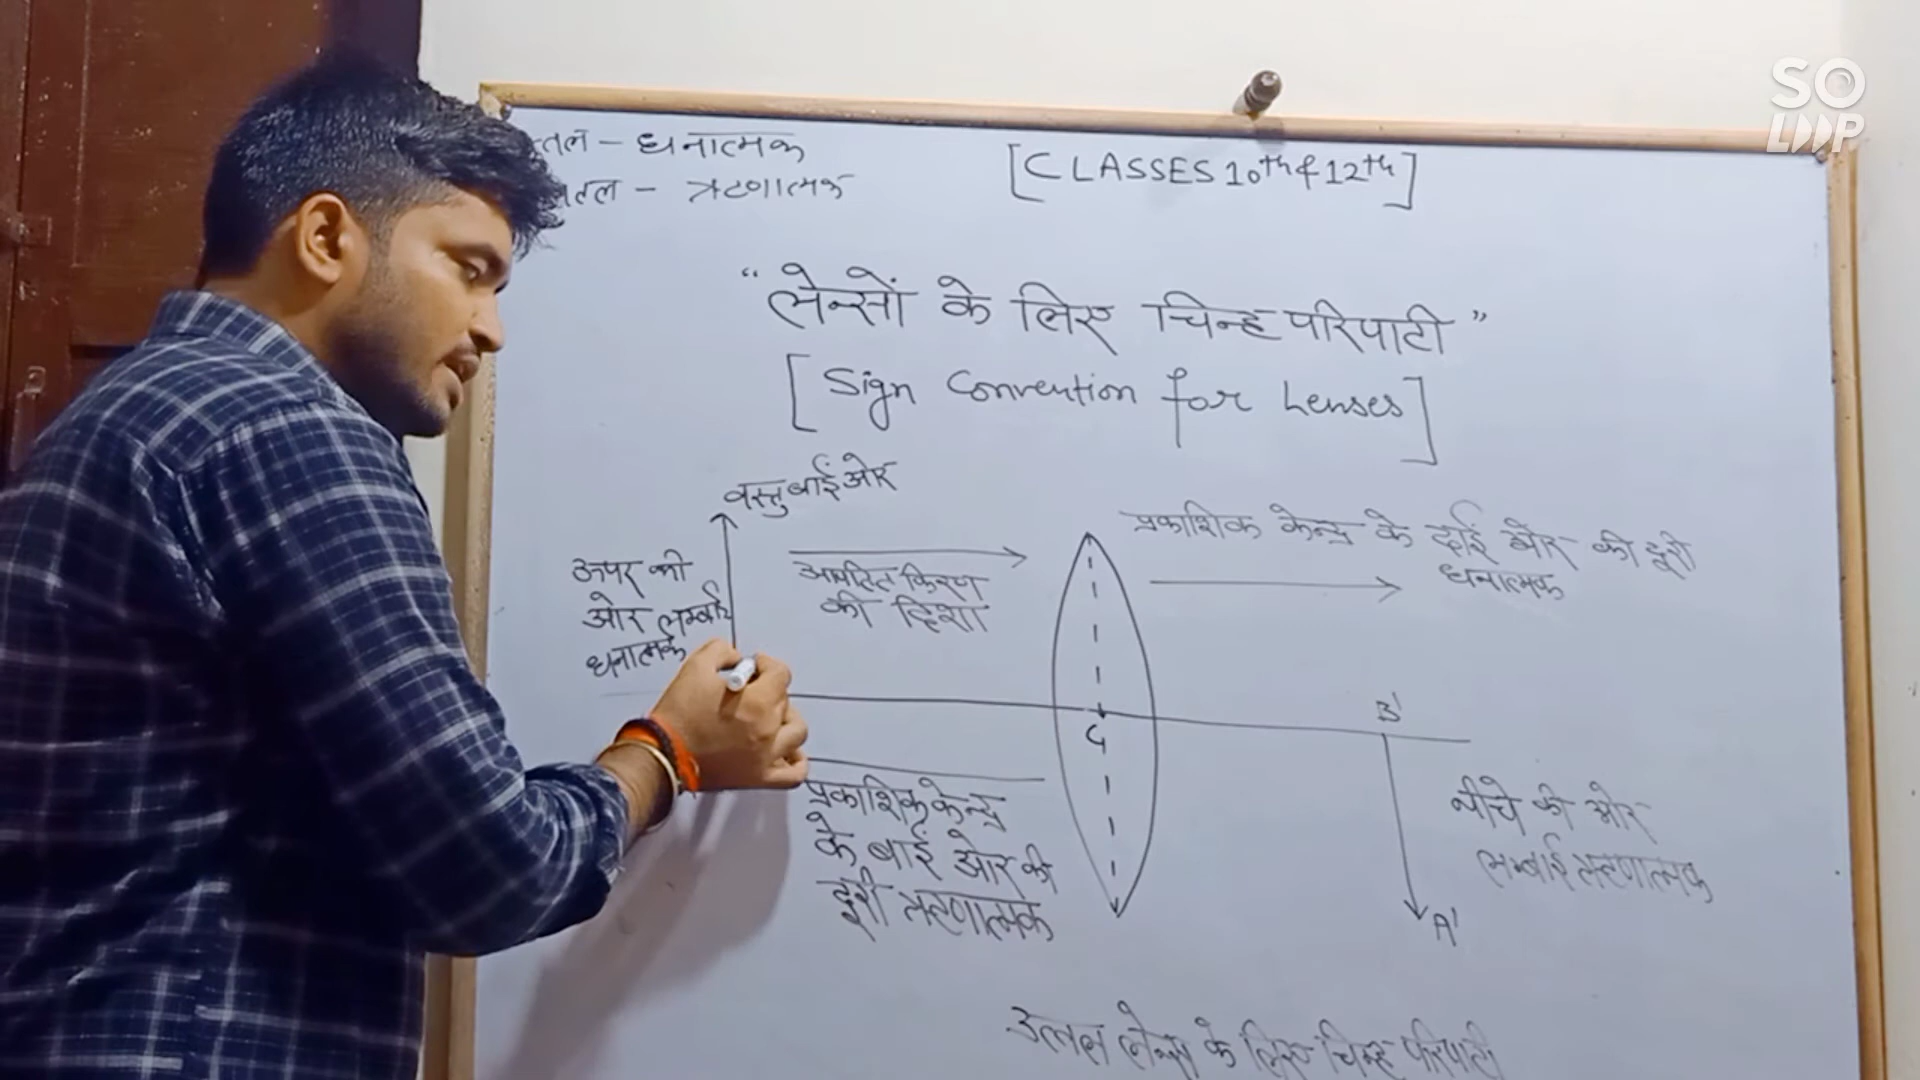 त्तल - धनात्मक
वतल - ऋणात्मक
[CLASSES 10th & 12th]
SO
LOOP
"लेन्सों के लिए चिन्ह परिपाटी"
[Sign Convention for Lenses]
वस्तु बाईं ओर
ऊपर की
ओर लम्बाई
धनात्मक
आपतित किरण
की दिशा
प्रकाशिक केन्द्र के दाईं ओर की दूरी
धनात्मक
C
B'
प्रकाशिक केन्द्र
के बाईं ओर की
दूरी ऋणात्मक
नीचे की ओर
लम्बाई ऋणात्मक
A'
उत्तल लेन्स के लिए चिन्ह परिपाटी